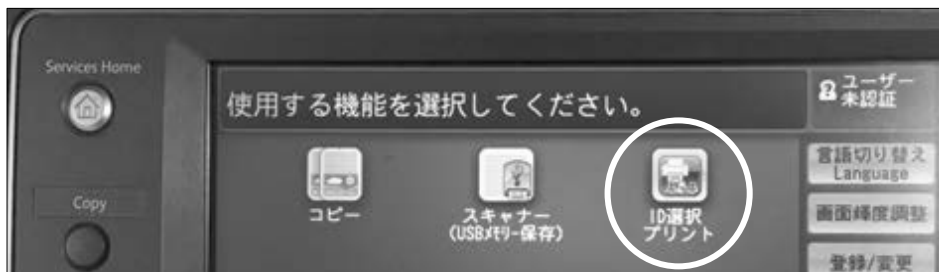 Services Home
使用する機能を選択してください。
ユーザー
未認証
コピー
スキャナー
(USBメモリー保存)
ID選択
プリント
言語切り替え
Language
画面輝度調整
登録/変更
Copy